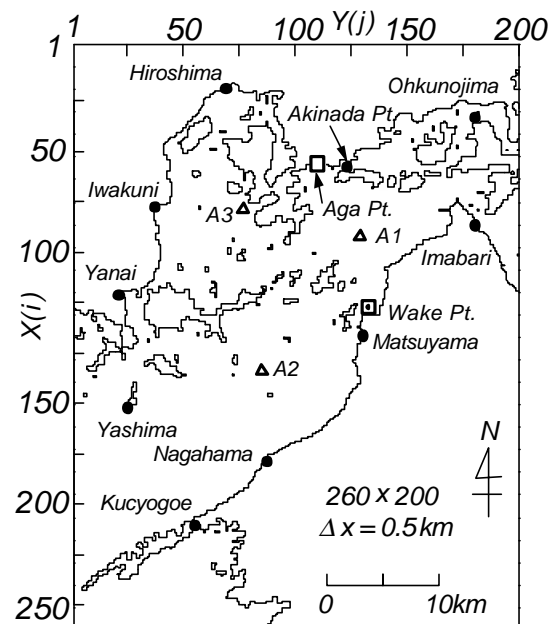 1 50 100 Y(j) 150 200
1
Hiroshima
Ohkunojima
Akinada Pt.
50
Iwakuni
A3
Aga Pt.
A1
100
Imabari
Yanai
X(i)
Wake Pt.
Matsuyama
A2
150
Yashima
Nagahama
N
200
Kucyogoe
260 x 200
Δx = 0.5km
250
0 10km